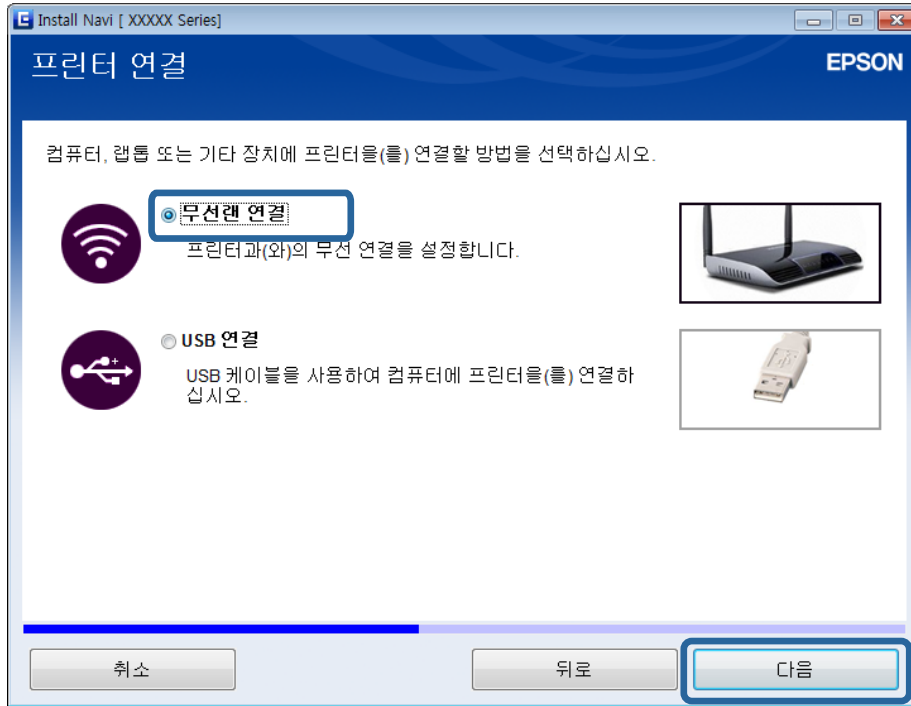 Install Navi [ XXXXX Series]
프린터 연결
EPSON
컴퓨터, 랩톱 또는 기타 장치에 프린터을(를) 연결할 방법을 선택하십시오.
무선랜 연결
프린터과(와)의 무선 연결을 설정합니다.
USB 연결
USB 케이블을 사용하여 컴퓨터에 프린터을(를) 연결하
십시오.
취소
뒤로
다음